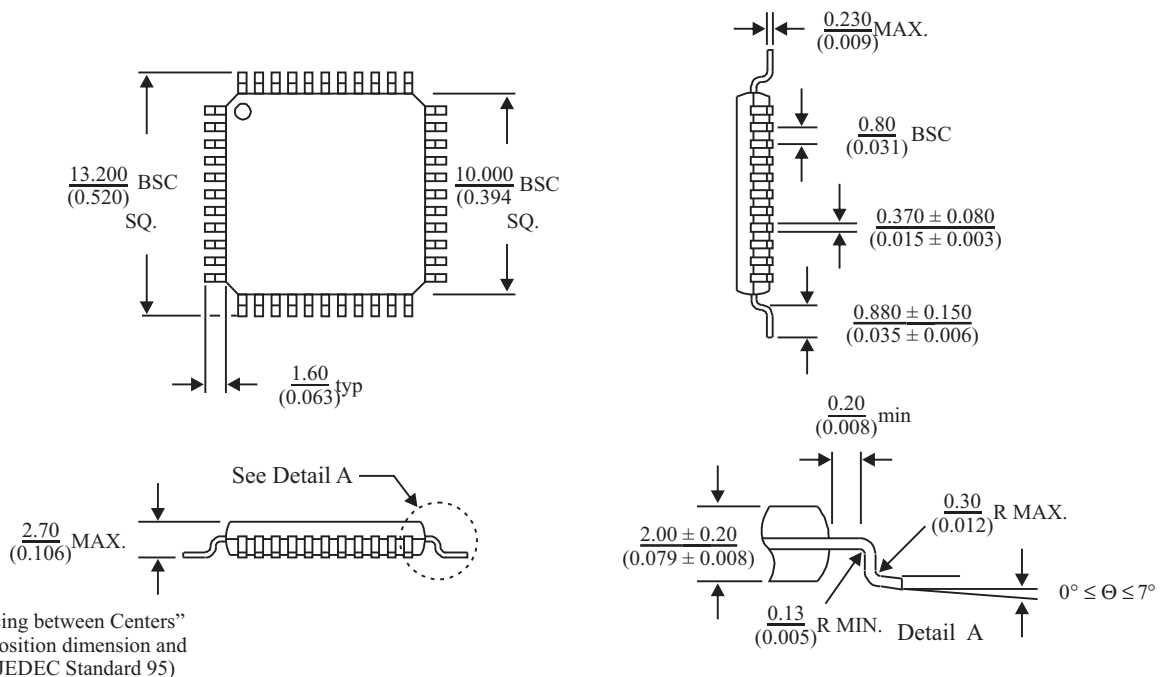 0.230
(0.009) MAX.
13.200
(0.520) BSC
SQ.
10.000
(0.394 BSC
SQ.
0.80
(0.031) BSC
0.370 ± 0.080
(0.015 ± 0.003)
0.880 ± 0.150
(0.035 ± 0.006)
1.60
(0.063) typ
0.20
(0.008) min
See Detail A
2.70
(0.106) MAX.
2.00 ± 0.20
(0.079 ± 0.008)
0.30
(0.012) R MAX.
0° ≤ Θ ≤ 7°
0.13
(0.005) R MIN.
Detail A
between Centers”
dimension and
JEDEC Standard 95)